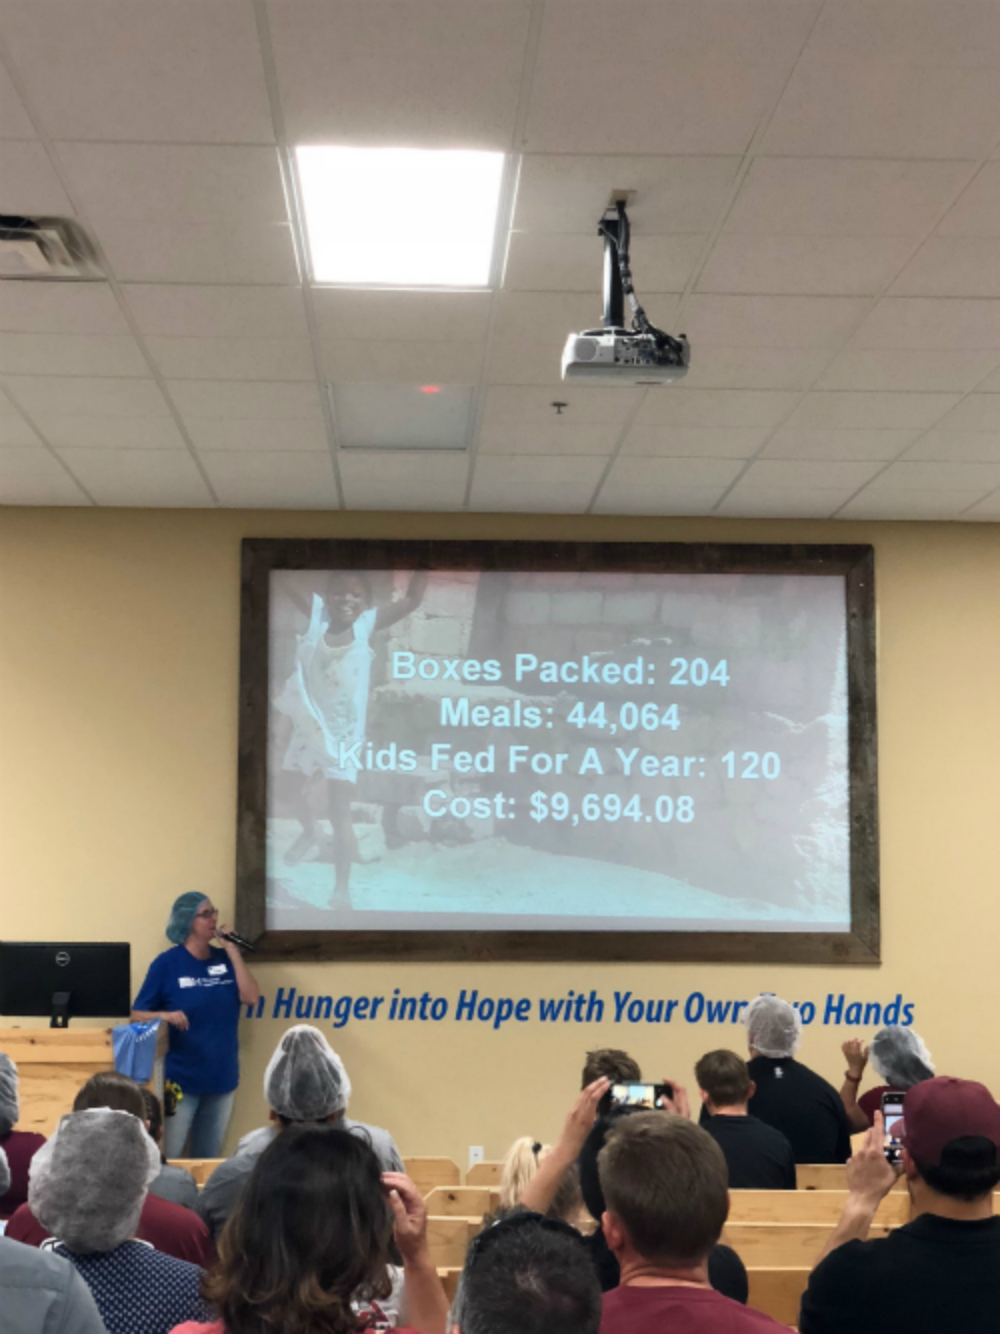 Boxes Packed: 204
Meals: 44,064
Kids Fed For A Year: 120
Cost: $9,694.08
Hunger into Hope with Your Own Hands
DELL